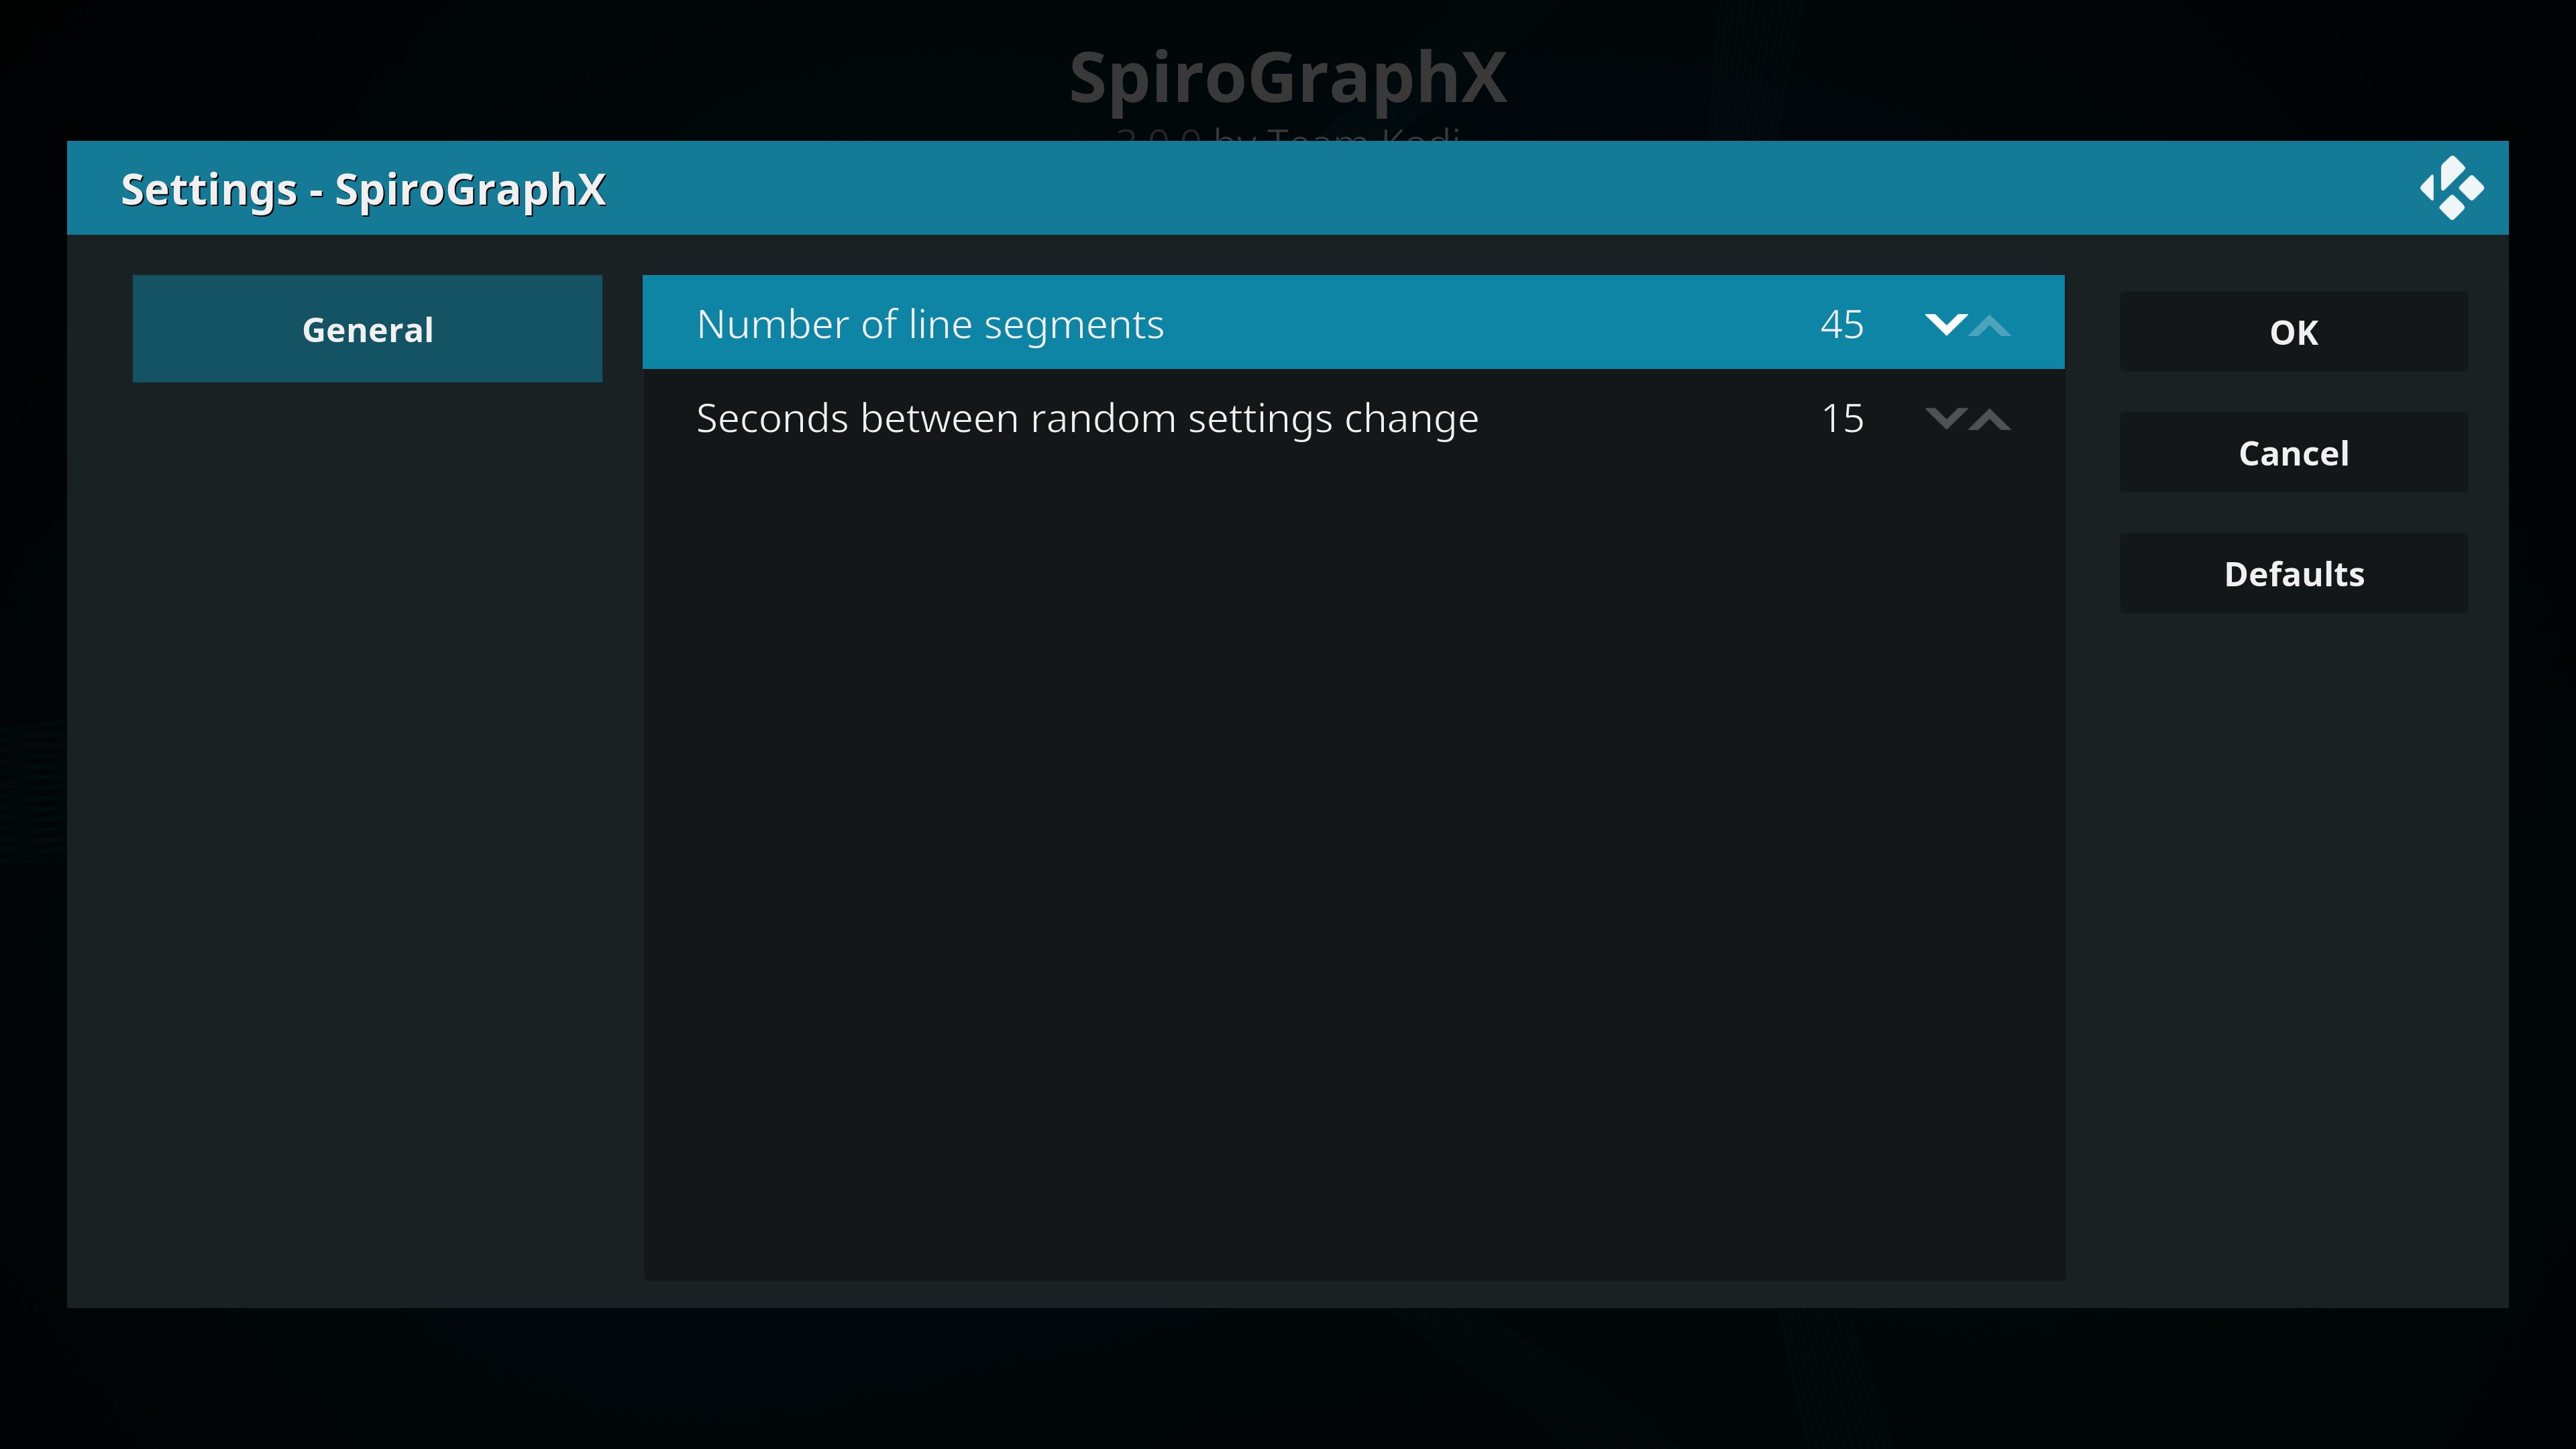 SpiroGraphX
by Team Kodi
Settings - SpiroGraphX
General
Number of line segments 45
Seconds between random settings change 15
OK
Cancel
Defaults